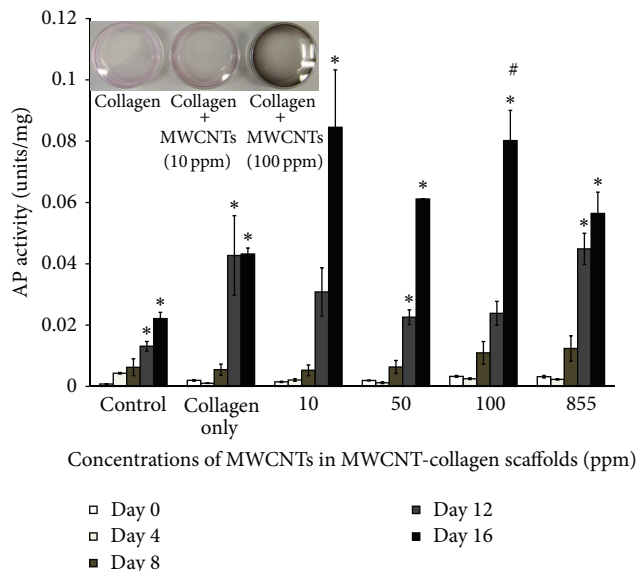 0.12
0.1
0.08
0.06
0.04
0.02
0
AP activity (units/mg)
Collagen
Collagen
+
MWCNTs
(10 ppm)
Collagen
+
MWCNTs
(100 ppm)
* * * * * * * # * * *
Control
Collagen
only
10
50
100
855
Concentrations of MWCNTs in MWCNT-collagen scaffolds (ppm)
Day 0
Day 4
Day 8
Day 12
Day 16